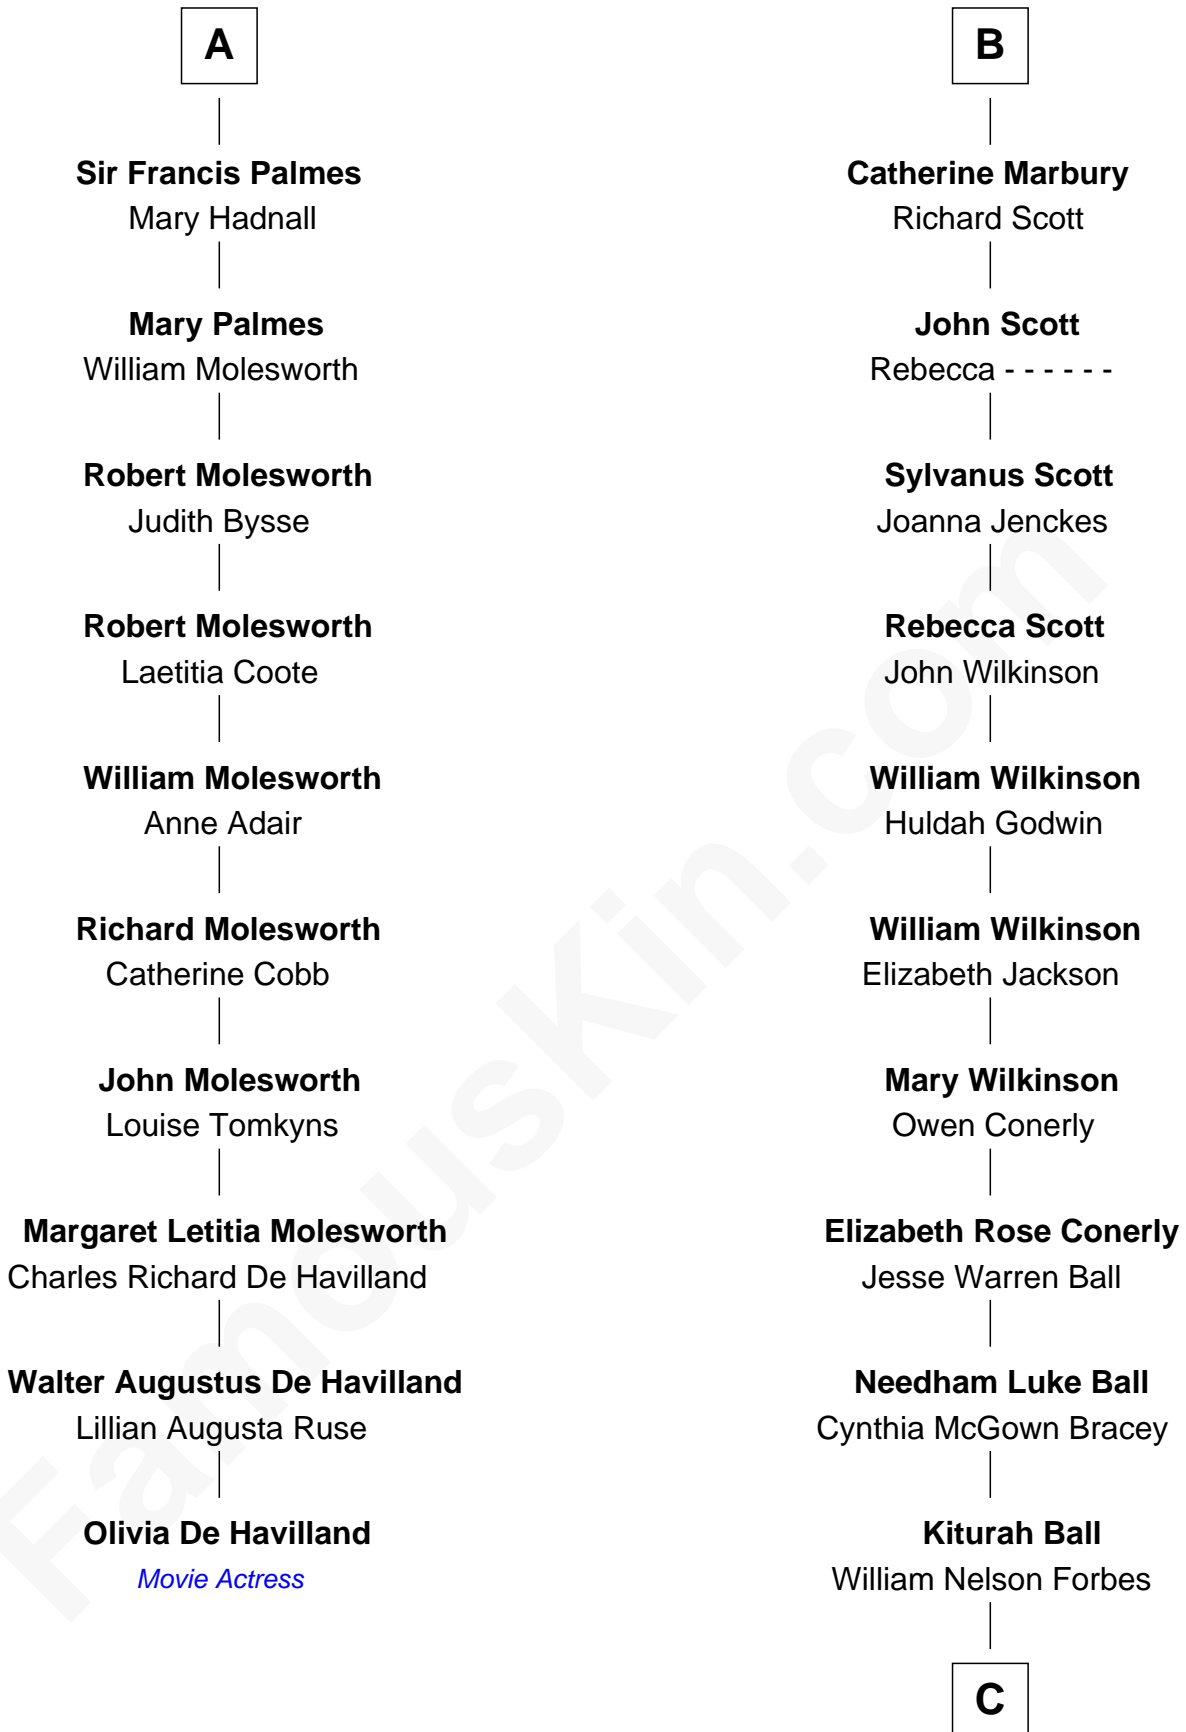 A
Sir Francis Palmes
Mary Hadnall
Mary Palmes
William Molesworth
Robert Molesworth
Judith Bysse
Robert Molesworth
Laetitia Coote
William Molesworth
Anne Adair
Richard Molesworth
Catherine Cobb
John Molesworth
Louise Tomkyns
Margaret Letitia Molesworth
Charles Richard De Havilland
Walter Augustus De Havilland
Lillian Augusta Ruse
Olivia De Havilland
Movie Actress
B
Catherine Marbury
Richard Scott
John Scott
Rebecca - - - - - -
Sylvanus Scott
Joanna Jenckes
Rebecca Scott
John Wilkinson
William Wilkinson
Huldah Godwin
William Wilkinson
Elizabeth Jackson
Mary Wilkinson
Owen Conerly
Elizabeth Rose Conerly
Jesse Warren Ball
Needham Luke Ball
Cynthia McGown Bracey
Kiturah Ball
William Nelson Forbes
C
FamousKin.com